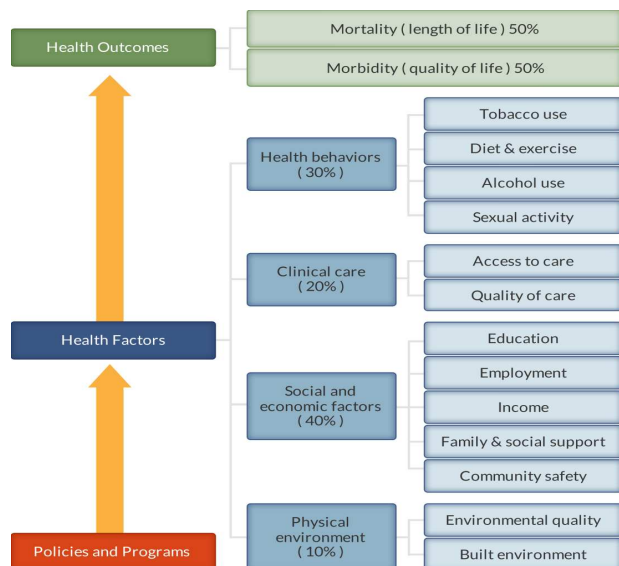 Health Outcomes
Mortality ( length of life ) 50%
Morbidity ( quality of life ) 50%
Health behaviors
( 30% )
Tobacco use
Diet & exercise
Alcohol use
Sexual activity
Clinical care
( 20% )
Access to care
Quality of care
Health Factors
Social and
economic factors
( 40% )
Education
Employment
Income
Family & social support
Community safety
Physical
environment
( 10% )
Environmental quality
Built environment
Policies and Programs